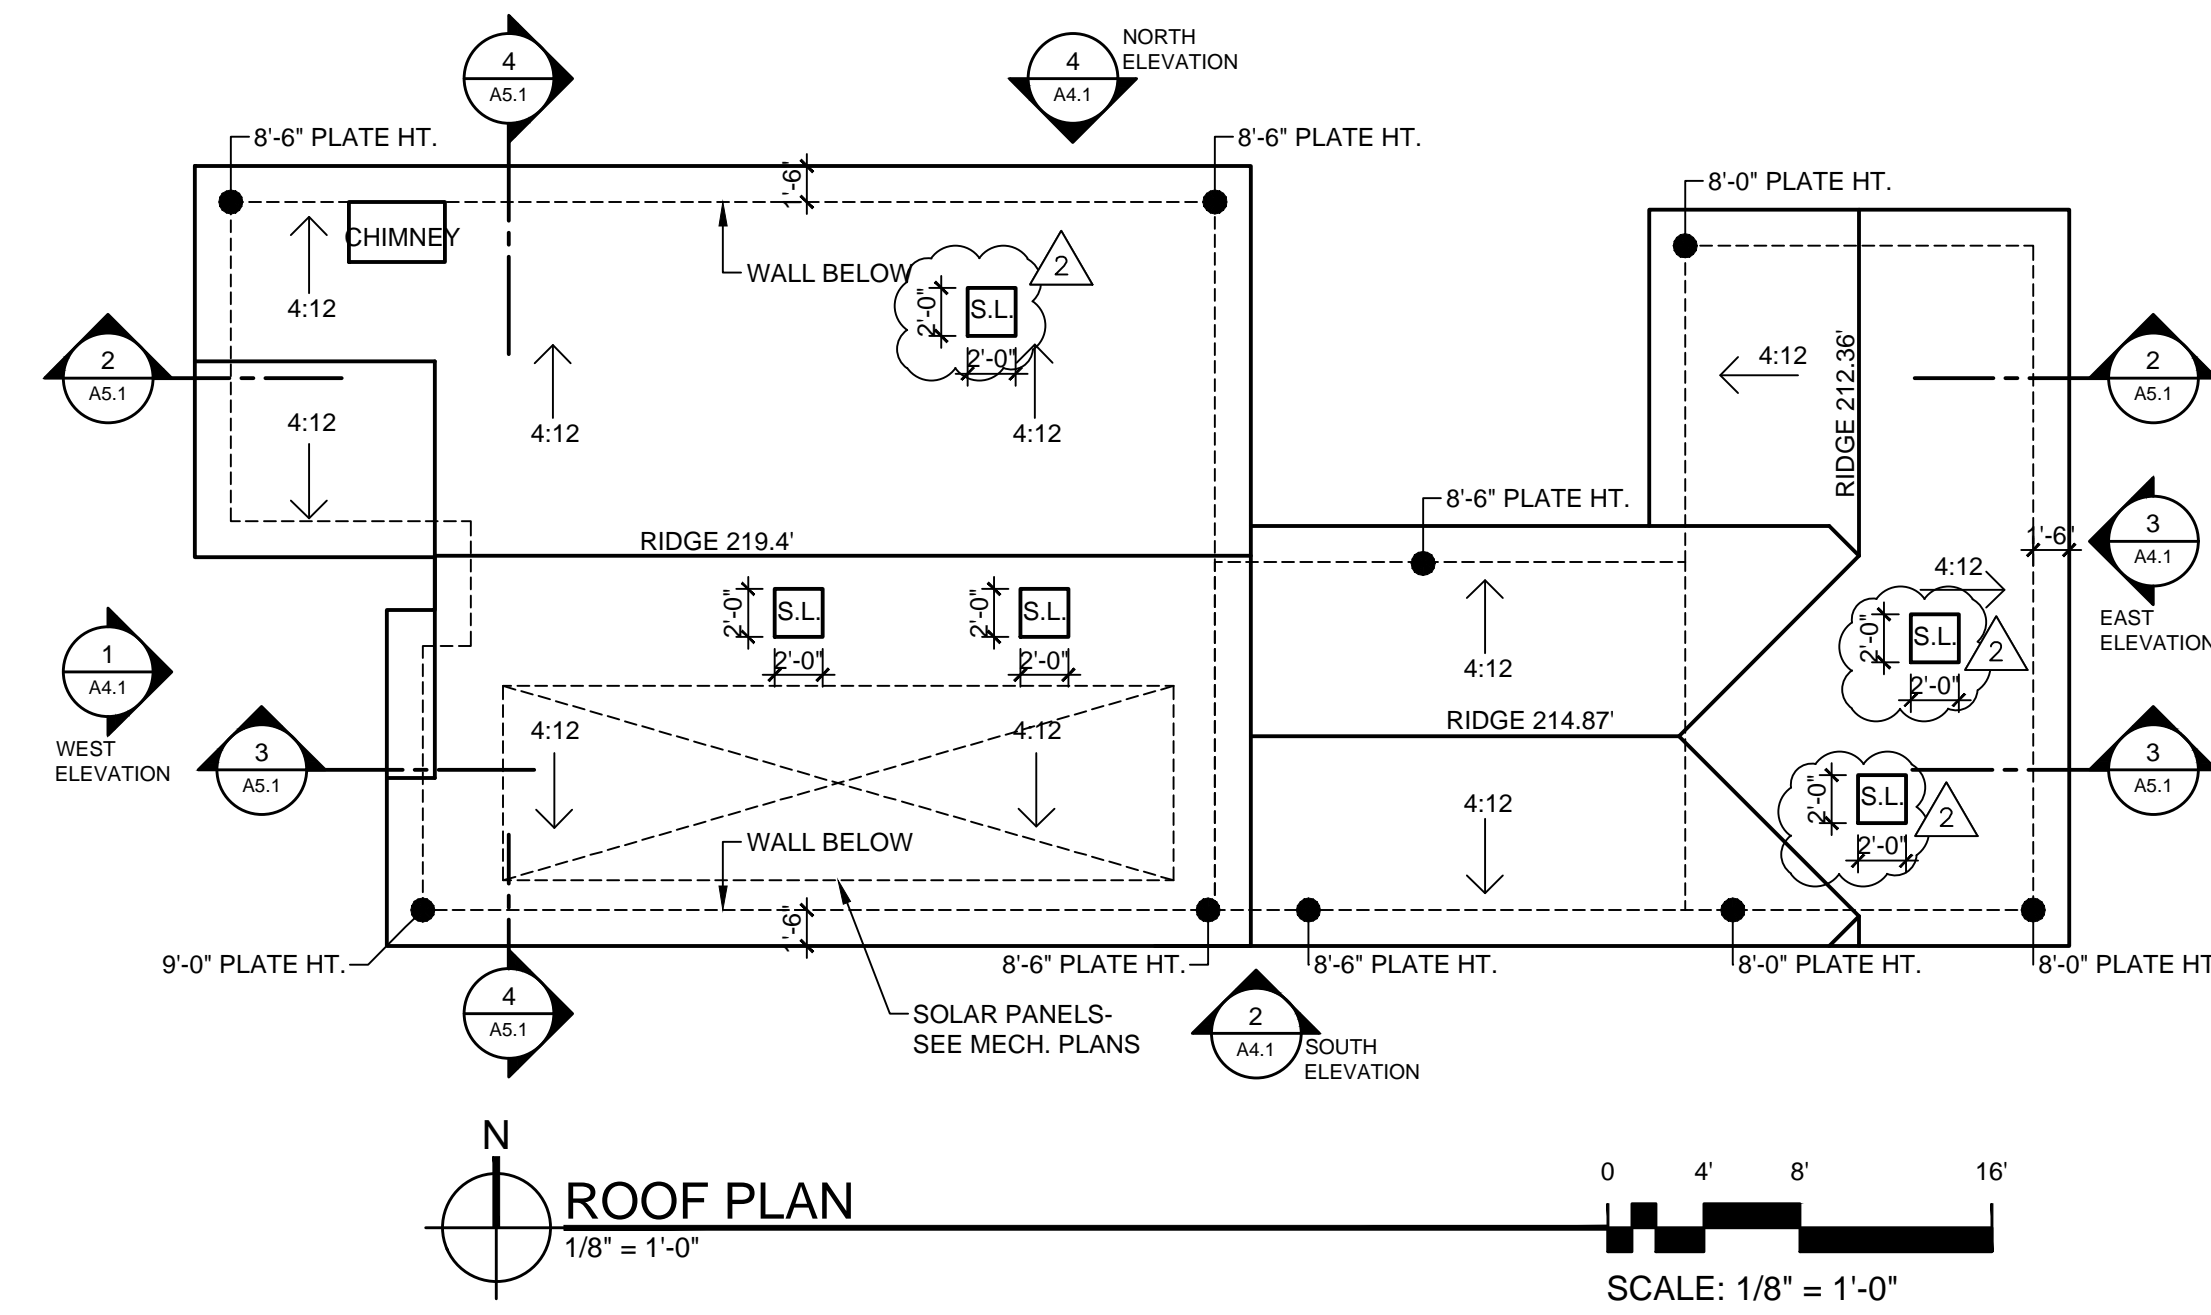 4
A5.1
4
A4.1
NORTH
ELEVATION
8'-6" PLATE HT.
8'-6" PLATE HT.
8'-0" PLATE HT.
1'-6"
CHIMNEY
WALL BELOW
2
4:12
2'-0"
S.L.
2'-0"
2
A5.1
4:12
4:12
4:12
4:12
RIDGE 212.36'
2
A5.1
8'-6" PLATE HT.
RIDGE 219.4'
1'-6"
3
A4.1
EAST
ELEVATION
4:12
2'-0"
S.L.
2'-0"
2'-0"
S.L.
2'-0"
2'-0"
S.L.
2'-0"
2
1
A4.1
WEST
ELEVATION
4:12
RIDGE 214.87'
4:12
4:12
3
A5.1
3
A5.1
2'-0"
S.L.
2'-0"
2
4:12
WALL BELOW
1'-6"
9'-0" PLATE HT.
8'-6" PLATE HT.
8'-6" PLATE HT.
8'-0" PLATE HT.
8'-0" PLATE HT
4
A5.1
SOLAR PANELS-
SEE MECH. PLANS
2
A4.1
SOUTH
ELEVATION
N
ROOF PLAN
1/8" = 1'-0"
0 4' 8' 16'
SCALE: 1/8" = 1'-0"